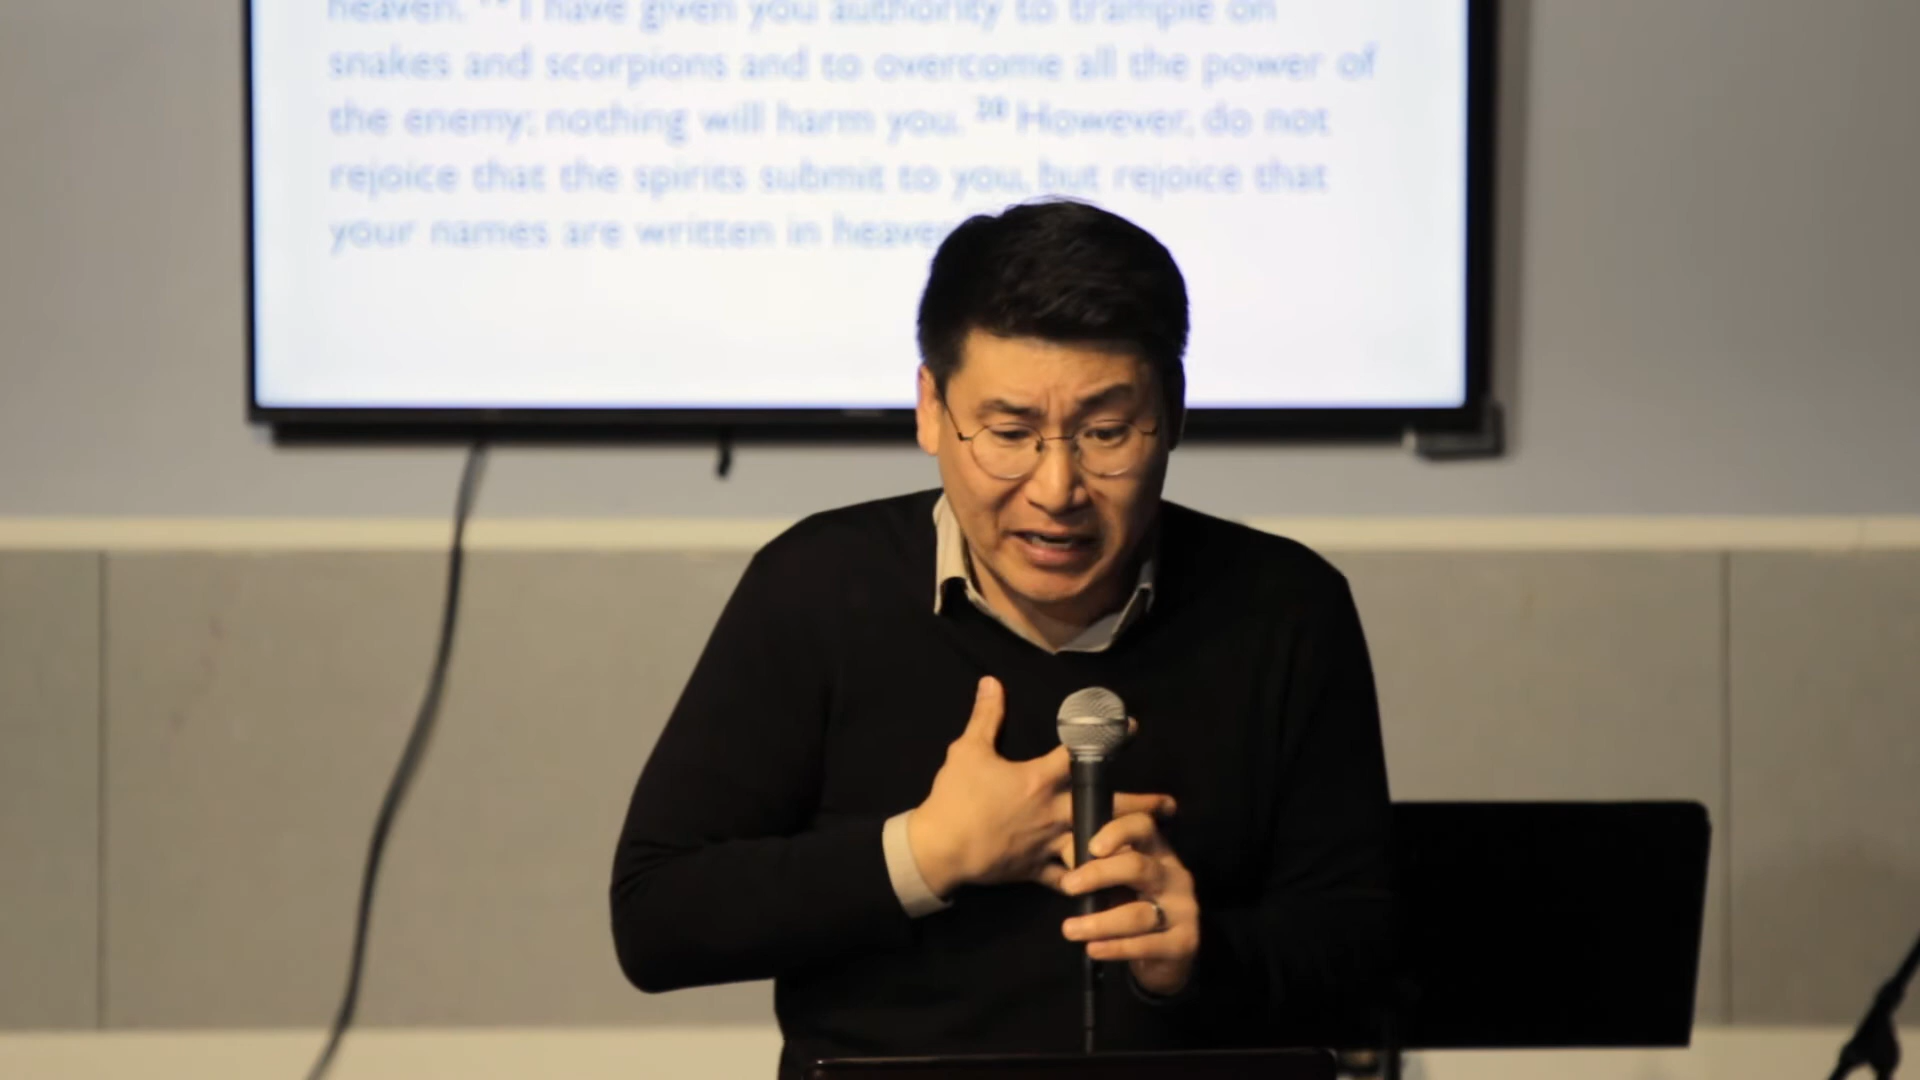 heaven. 19 I have given you authority to trample on
snakes and scorpions and to overcome all the power of
the enemy; nothing will harm you. 20 However, do not
rejoice that the spirits submit to you, but rejoice that
your names are written in heaven